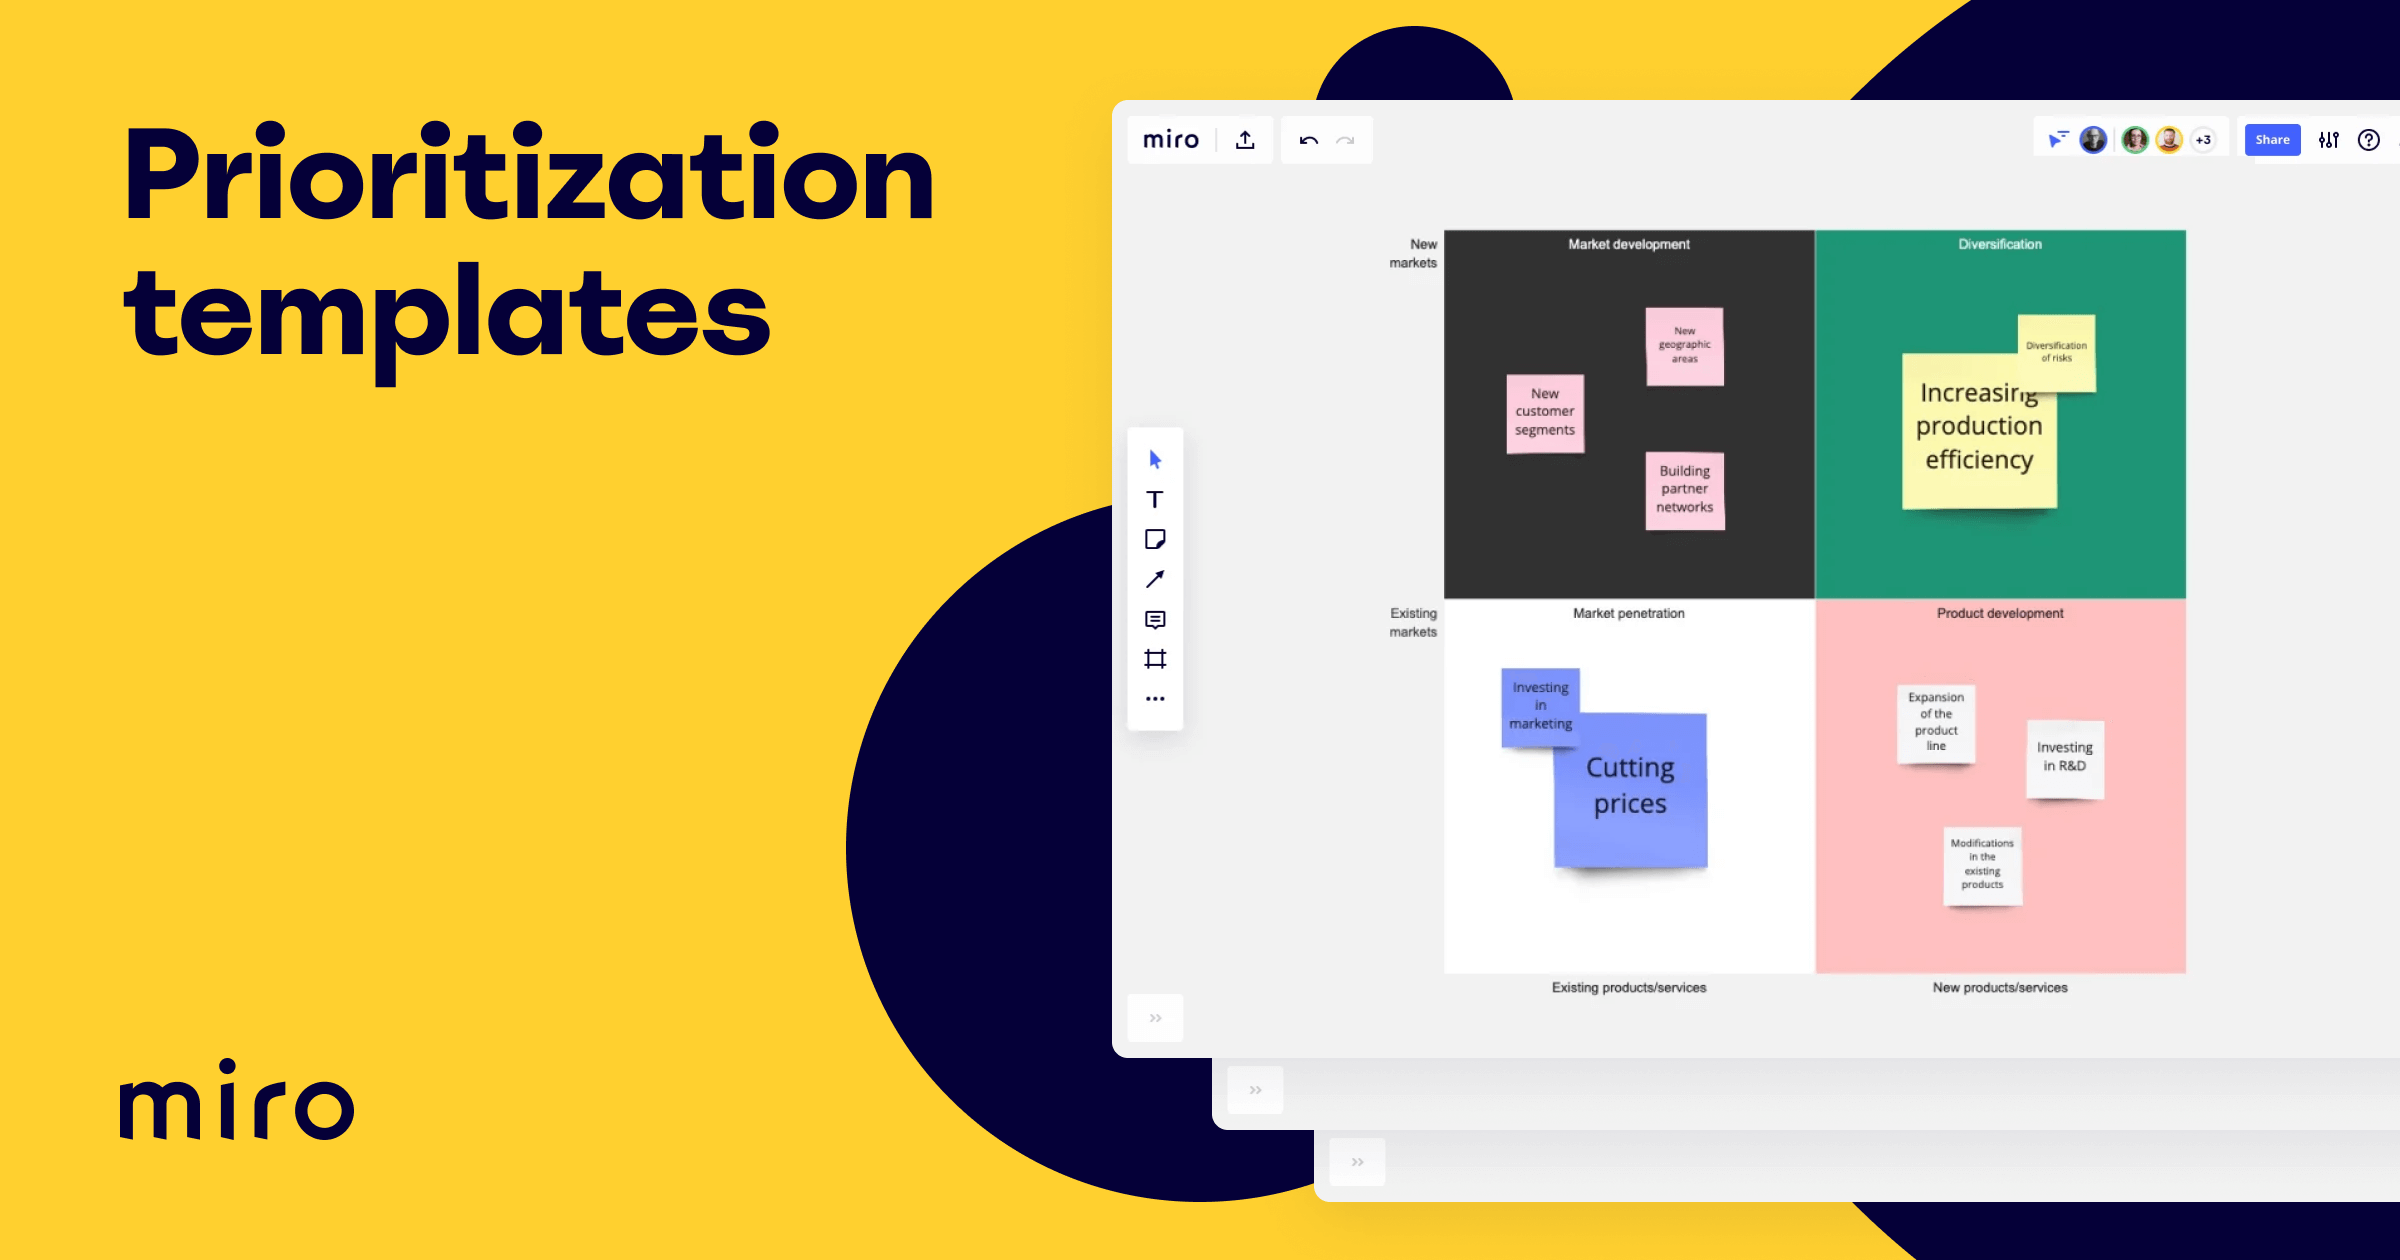 Prioritization
templates
miro
miro
+3
Share
New
markets
Market development
Diversification
New
geographic
areas
New
customer
segments
Building
partner
networks
Diversification
of risks
Increasing
production
efficiency
Existing
markets
Market penetration
Product development
Investing
in
marketing
Cutting
prices
Expansion
of the
product
line
Investing
in R&D
Modifications
in the
existing
products
Existing products/services
New products/services